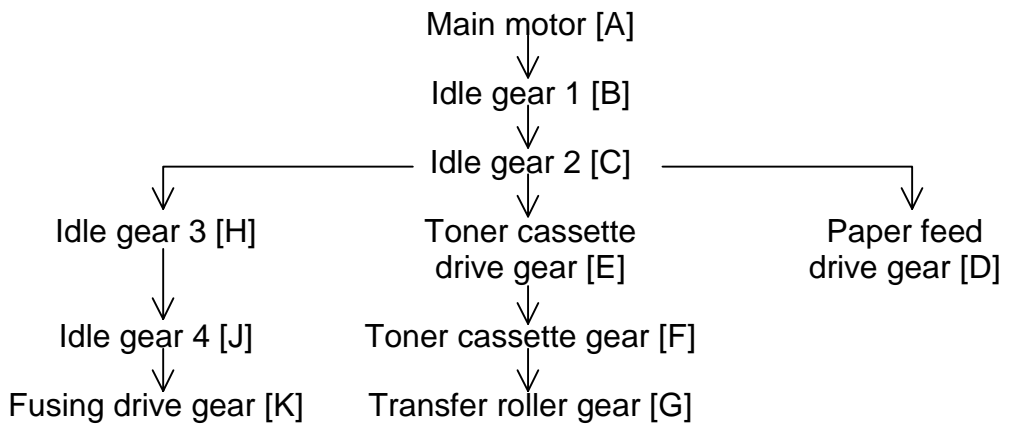 Main motor [A]
Idle gear 1 [B]
Idle gear 2 [C]
Idle gear 3 [H]
Toner cassette
drive gear [E]
Paper feed
drive gear [D]
Idle gear 4 [J]
Toner cassette gear [F]
Fusing drive gear [K]
Transfer roller gear [G]